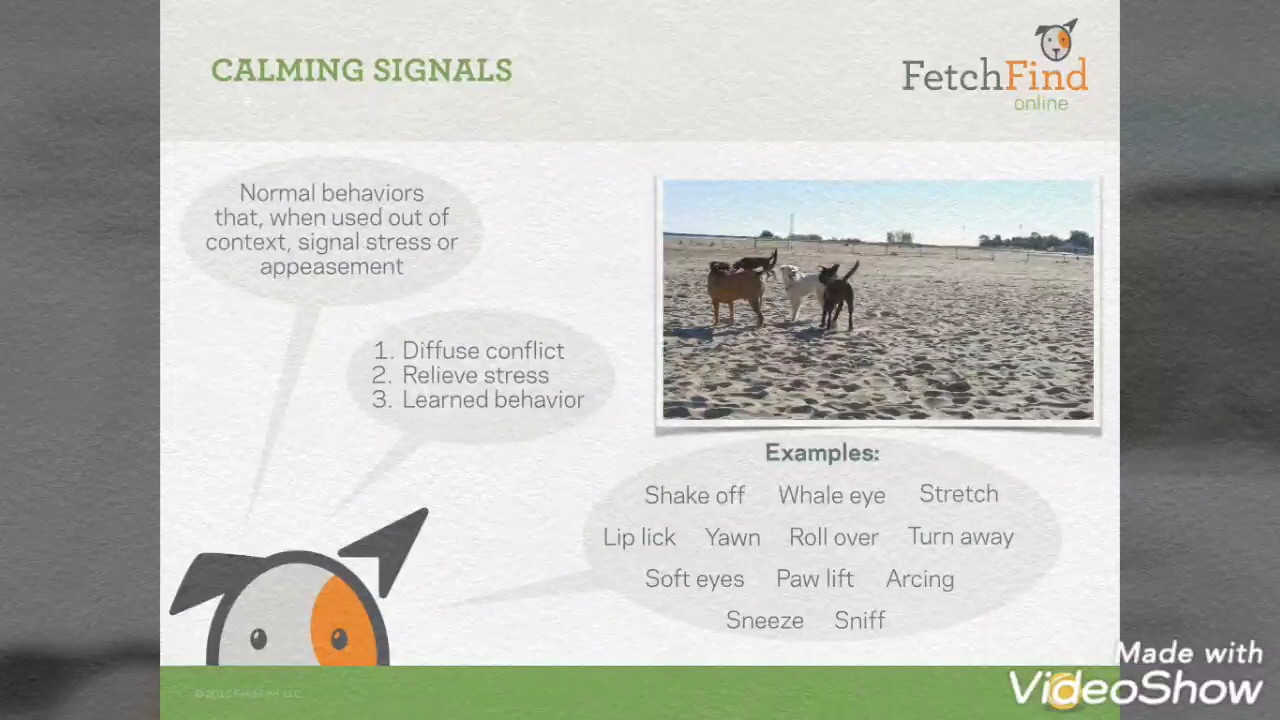 CALMING SIGNALS
FetchFind
online
Normal behaviors
that, when used out of
context, signal stress or
appeasement
1. Diffuse conflict
2. Relieve stress
3. Learned behavior
Examples:
Shake off Whale eye Stretch
Lip lick Yawn Roll over Turn away
Soft eyes Paw lift Arcing
Sneeze Sniff
Made with
VideoShow